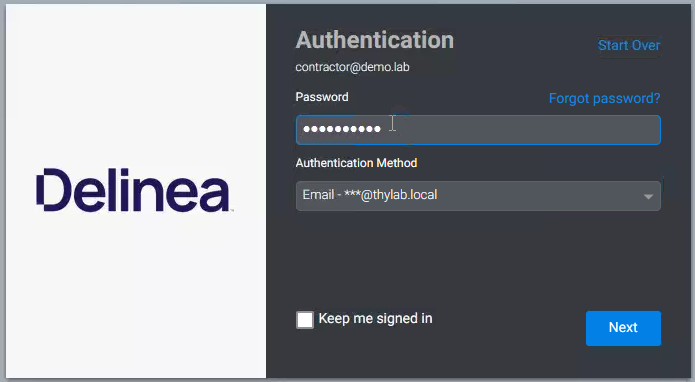 Delinea
Authentication
Start Over
contractor@demo.lab
Password
Forgot password?
••••••••••
Authentication Method
Email - ***@thylab.local
Keep me signed in
Next